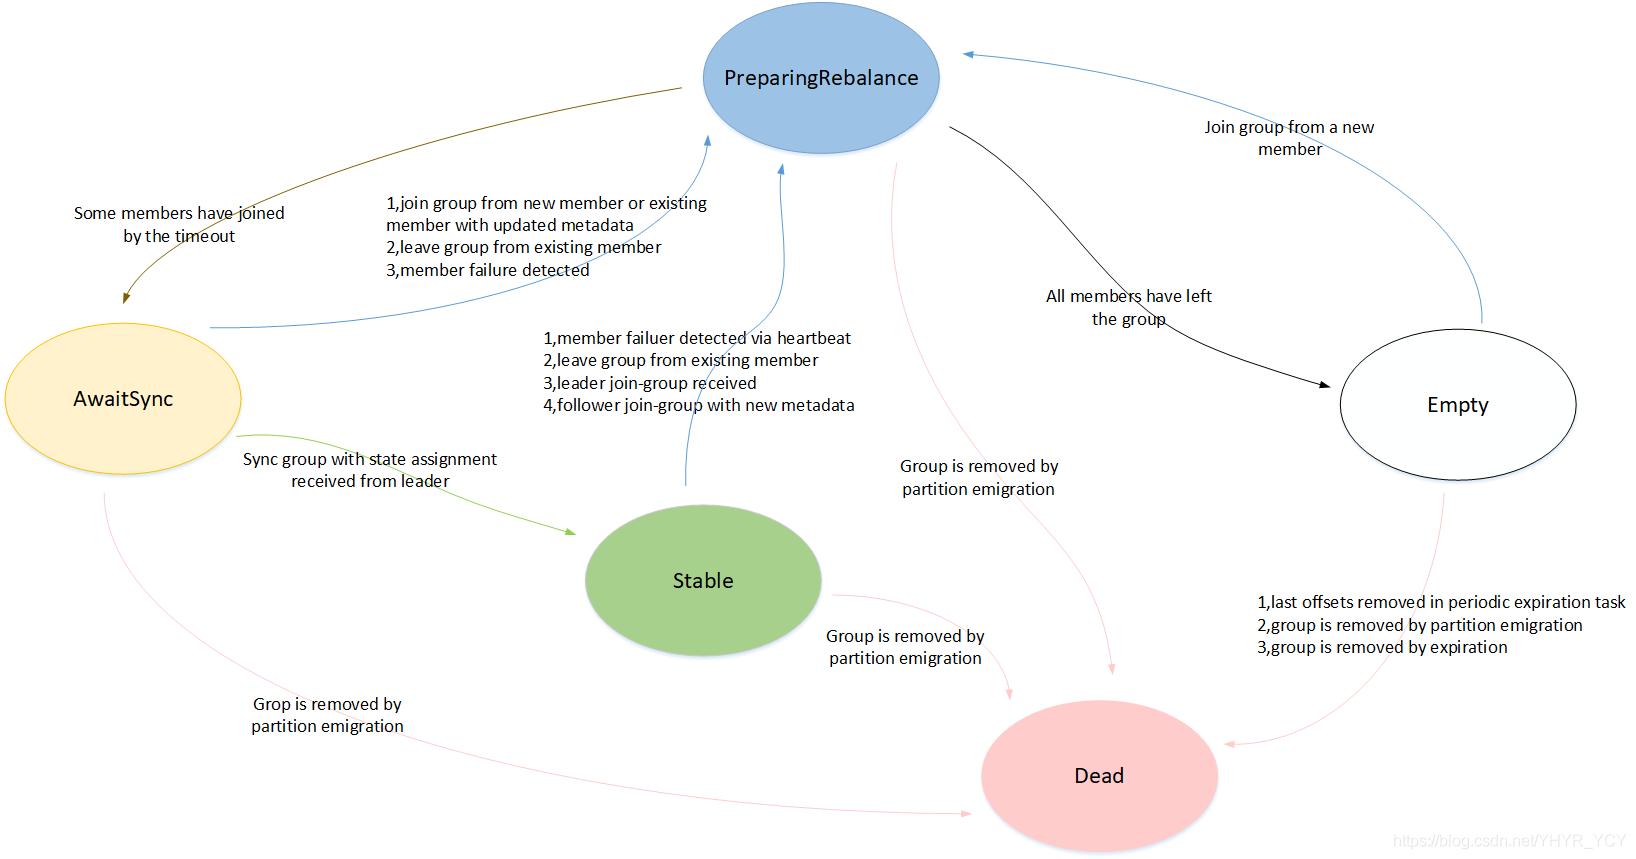 PreparingRebalance
Join group from a new
member
Some members have joined
by the timeout
1,join group from new member or existing
member with updated metadata
2,leave group from existing member
3,member failure detected
All members have left
the group
1,member failuer detected via heartbeat
2,leave group from existing member
3,leader join-group received
4,follower join-group with new metadata
AwaitSync
Empty
Sync group with state assignment
received from leader
Group is removed by
partition emigration
Stable
1,last offsets removed in periodic expiration task
2,group is removed by partition emigration
3,group is removed by expiration
Group is removed by
partition emigration
Grop is removed by
partition emigration
Dead
https://blog.csdn.net/YHYR_YCY